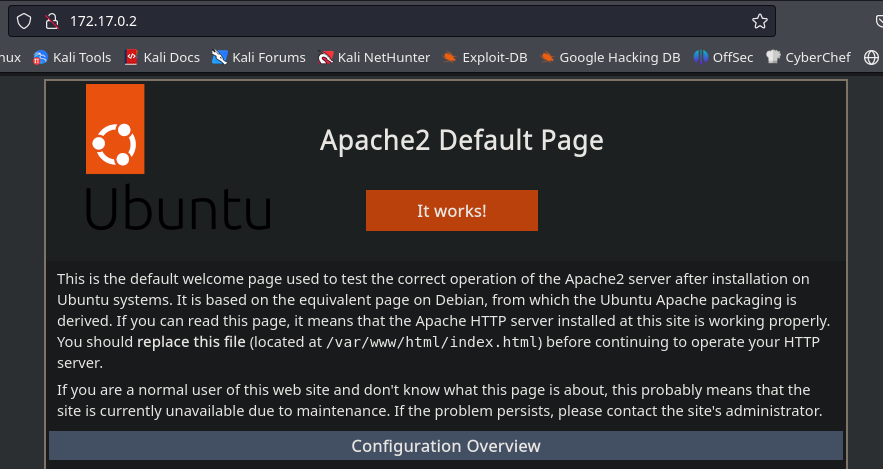 172.17.0.2
nux Kali Tools Kali Docs Kali Forums Kali NetHunter Exploit-DB Google Hacking DB OffSec CyberChef
Apache2 Default Page
Ubuntu
It works!
This is the default welcome page used to test the correct operation of the Apache2 server after installation on
Ubuntu systems. It is based on the equivalent page on Debian, from which the Ubuntu Apache packaging is
derived. If you can read this page, it means that the Apache HTTP server installed at this site is working properly.
You should replace this file (located at /var/www/html/index.html) before continuing to operate your HTTP
server.
If you are a normal user of this web site and don't know what this page is about, this probably means that the
site is currently unavailable due to maintenance. If the problem persists, please contact the site's administrator.
Configuration Overview